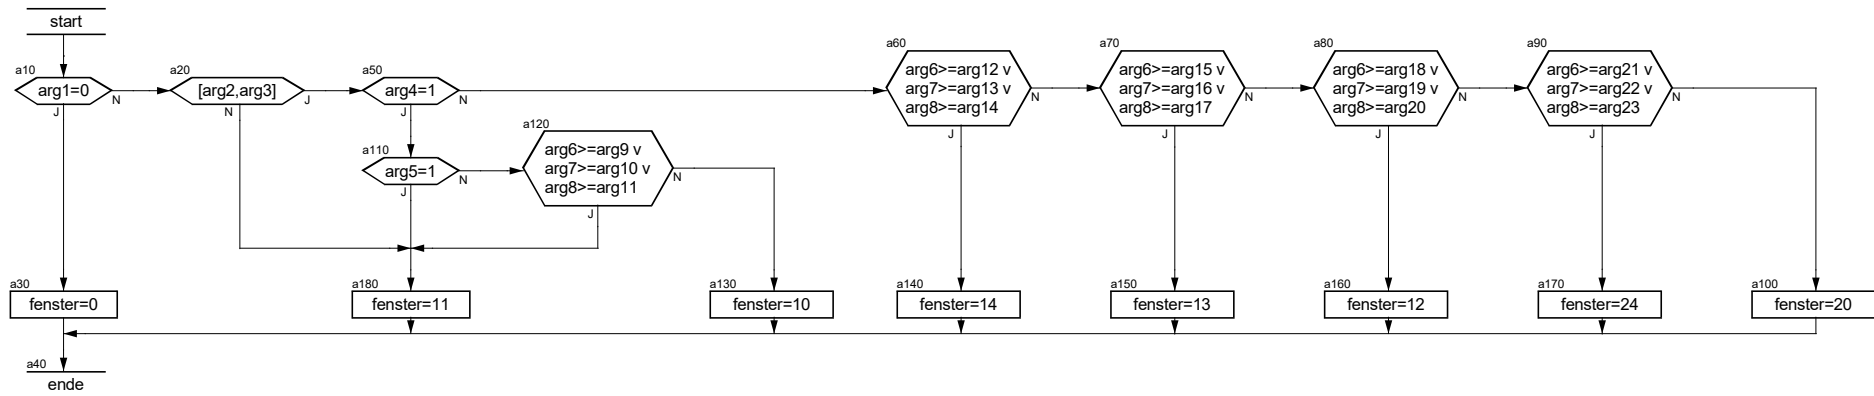 start
a10
arg1=0
J
N
a20
[arg2,arg3]
N
J
a50
arg4=1
J
N
a110
arg5=1
J
N
a120
arg6>=arg9 v
arg7>=arg10 v
arg8>=arg11
J
N
a60
arg6>=arg12 v
arg7>=arg13 v
arg8>=arg14
J
N
a70
arg6>=arg15 v
arg7>=arg16 v
arg8>=arg17
J
N
a80
arg6>=arg18 v
arg7>=arg19 v
arg8>=arg20
J
N
a90
arg6>=arg21 v
arg7>=arg22 v
arg8>=arg23
J
N
a30
fenster=0
a180
fenster=11
a130
fenster=10
a140
fenster=14
a150
fenster=13
a160
fenster=12
a170
fenster=24
a100
fenster=20
a40
ende